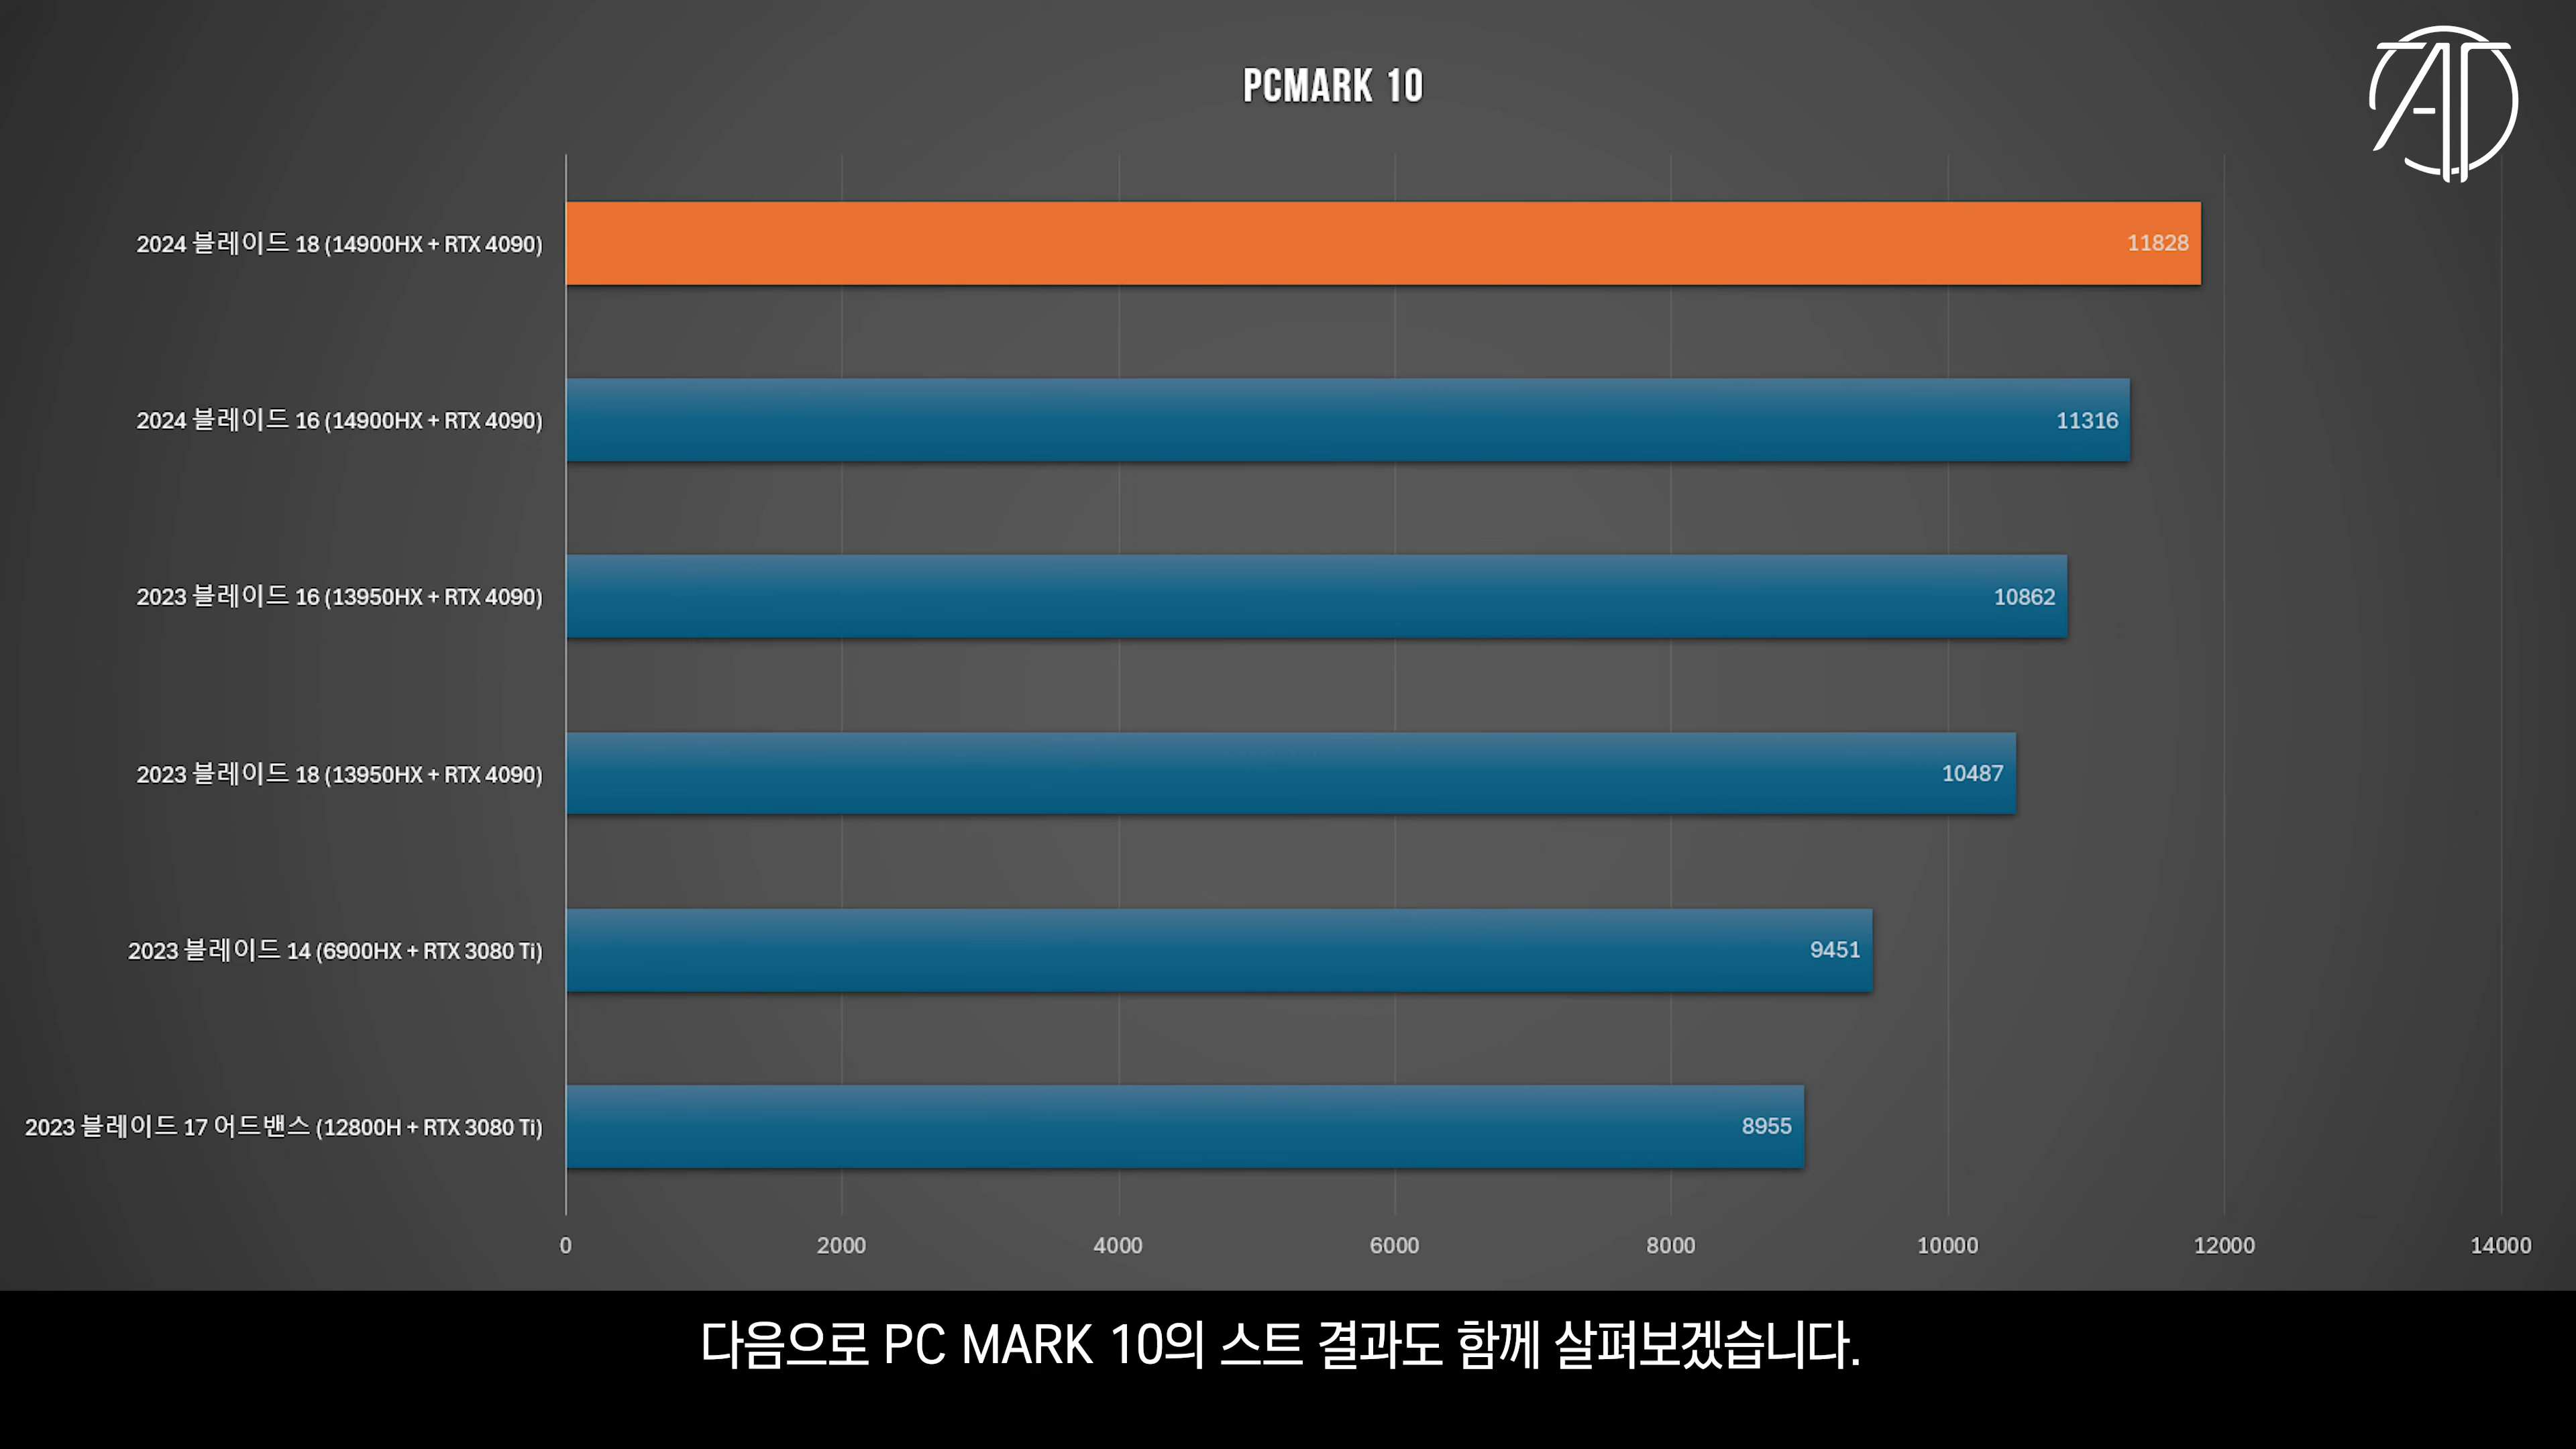 PCMARK 10
2024 블레이드 18 (14900HX + RTX 4090)
11828
2024 블레이드 16 (14900HX + RTX 4090)
11316
2023 블레이드 16 (13950HX + RTX 4090)
10862
2023 블레이드 18 (13950HX + RTX 4090)
10487
2023 블레이드 14 (6900HX + RTX 3080 Ti)
9451
2023 블레이드 17 어드밴스 (12800H + RTX 3080 Ti)
8955
0 2000 4000 6000 8000 10000 12000 14000
다음으로 PC MARK 10의 스트 결과도 함께 살펴보겠습니다.